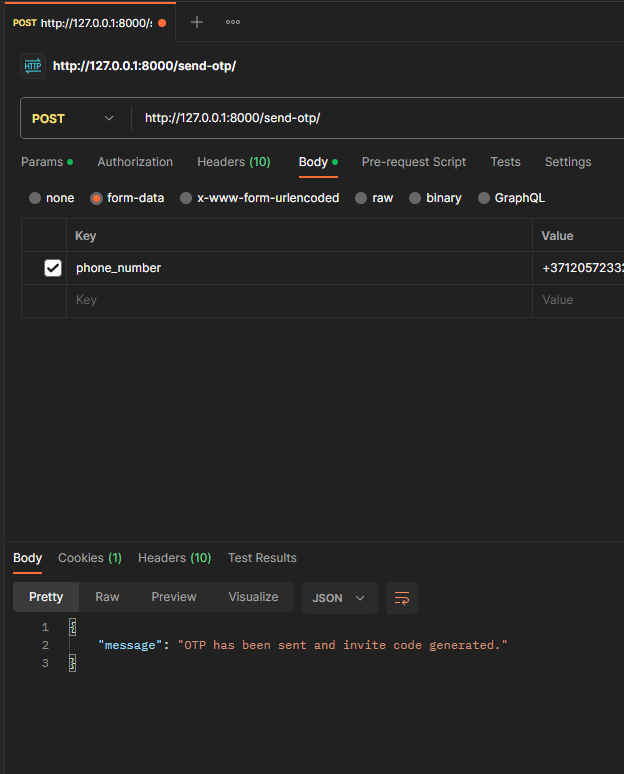 POST http://127.0.0.1:8000/s
HTTP http://127.0.0.1:8000/send-otp/
POST http://127.0.0.1:8000/send-otp/
Params Authorization Headers (10) Body Pre-request Script Tests Settings
none form-data x-www-form-urlencoded raw binary GraphQL
Key Value
phone_number +37120572332
Key Value
Body Cookies (1) Headers (10) Test Results
Pretty Raw Preview Visualize JSON
1 {
2 "message": "OTP has been sent and invite code generated."
3 }